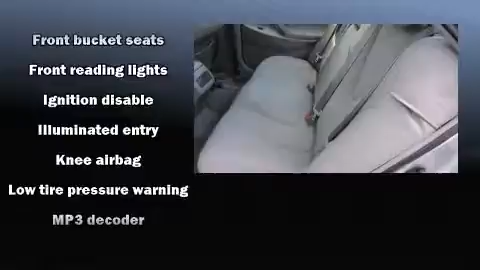 Front bucket seats
Front reading lights
Ignition disable
Illuminated entry
Knee airbag
Low tire pressure warning
MP3 decoder